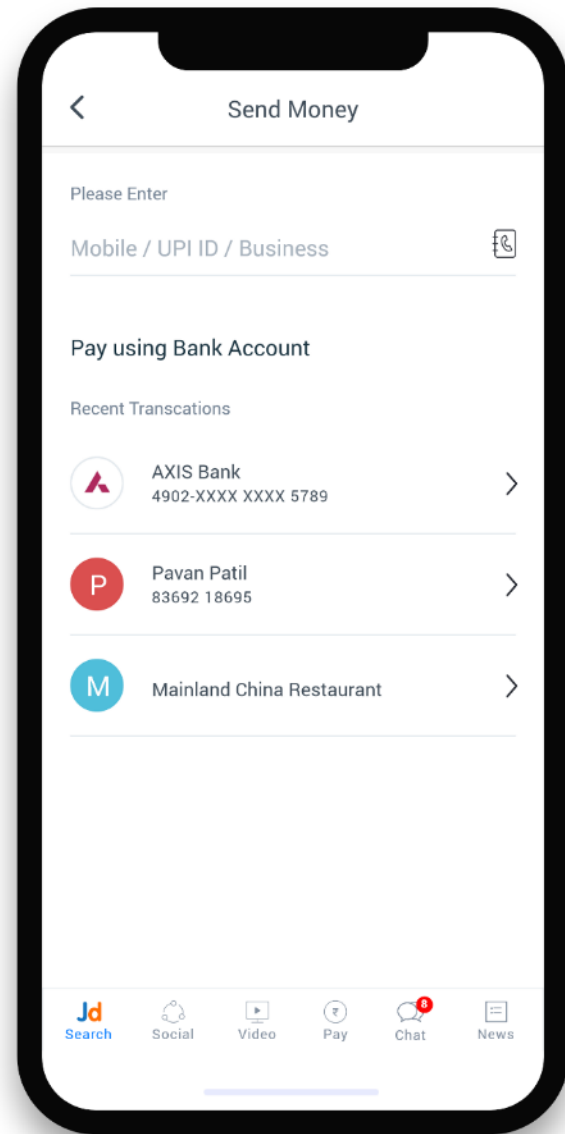 Send Money
Please Enter
Mobile / UPI ID / Business
Pay using Bank Account
Recent Transcations
AXIS Bank
4902-XXXX XXXX 5789
P
Pavan Patil
83692 18695
M
Mainland China Restaurant
Jd
8
Search Social Video Pay Chat News